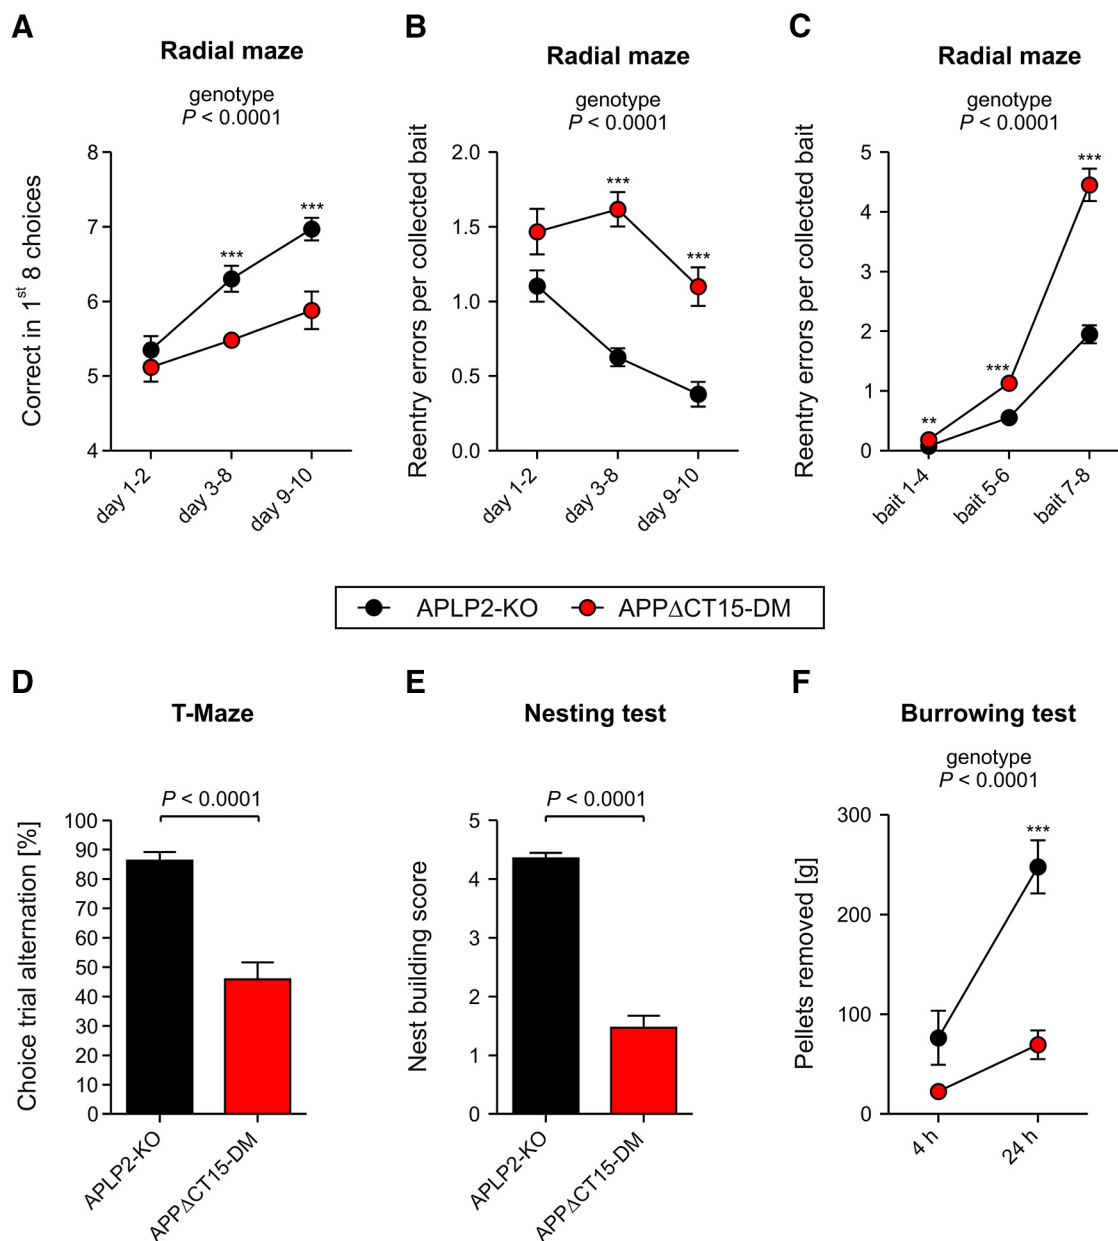 A
Radial maze
genotype
P < 0.0001
Correct in 1st 8 choices
8
7
6
5
4
***
***
day 1-2
day 3-8
day 9-10
B
Radial maze
genotype
P < 0.0001
Reentry errors per collected bait
2.0
1.5
1.0
0.5
0.0
***
***
day 1-2
day 3-8
day 9-10
C
Radial maze
genotype
P < 0.0001
Reentry errors per collected bait
5
4
3
2
1
0
**
***
***
bait 1-4
bait 5-6
bait 7-8
APLP2-KO
APPΔCT15-DM
D
T-Maze
P < 0.0001
Choice trial alternation [%]
100
90
80
70
60
50
40
30
20
10
0
APLP2-KO
APPΔCT15-DM
E
Nesting test
P < 0.0001
Nest building score
5
4
3
2
1
0
APLP2-KO
APPΔCT15-DM
F
Burrowing test
genotype
P < 0.0001
Pellets removed [g]
300
200
100
0
***
4 h
24 h